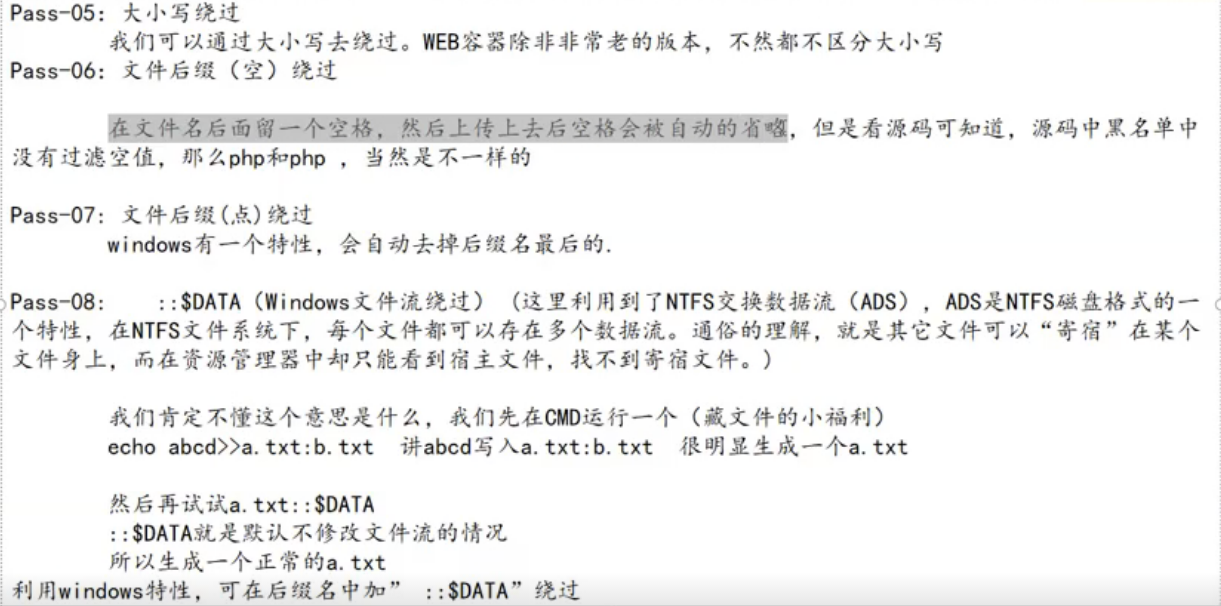 Pass-05: 大小写绕过
我们可以通过大小写去绕过。WEB容器除非非常老的版本，不然都不区分大小写
Pass-06: 文件后缀（空）绕过
在文件名后面留一个空格，然后上传上去后空格会被自动的省略，但是看源码可知道，源码中黑名单中
没有过滤空值，那么php和php ，当然是不一样的
Pass-07: 文件后缀(点)绕过
windows有一个特性，会自动去掉后缀名最后的.
Pass-08: ::$DATA（Windows文件流绕过）（这里利用到了NTFS交换数据流（ADS），ADS是NTFS磁盘格式的一
个特性，在NTFS文件系统下，每个文件都可以存在多个数据流。通俗的理解，就是其它文件可以“寄宿”在某个
文件身上，而在资源管理器中却只能看到宿主文件，找不到寄宿文件。）
我们肯定不懂这个意思是什么，我们先在CMD运行一个（藏文件的小福利）
echo abcd>>a.txt:b.txt 讲abcd写入a.txt:b.txt 很明显生成一个a.txt
然后再试试a.txt::$DATA
::$DATA就是默认不修改文件流的情况
所以生成一个正常的a.txt
利用windows特性，可在后缀名中加” ::$DATA”绕过